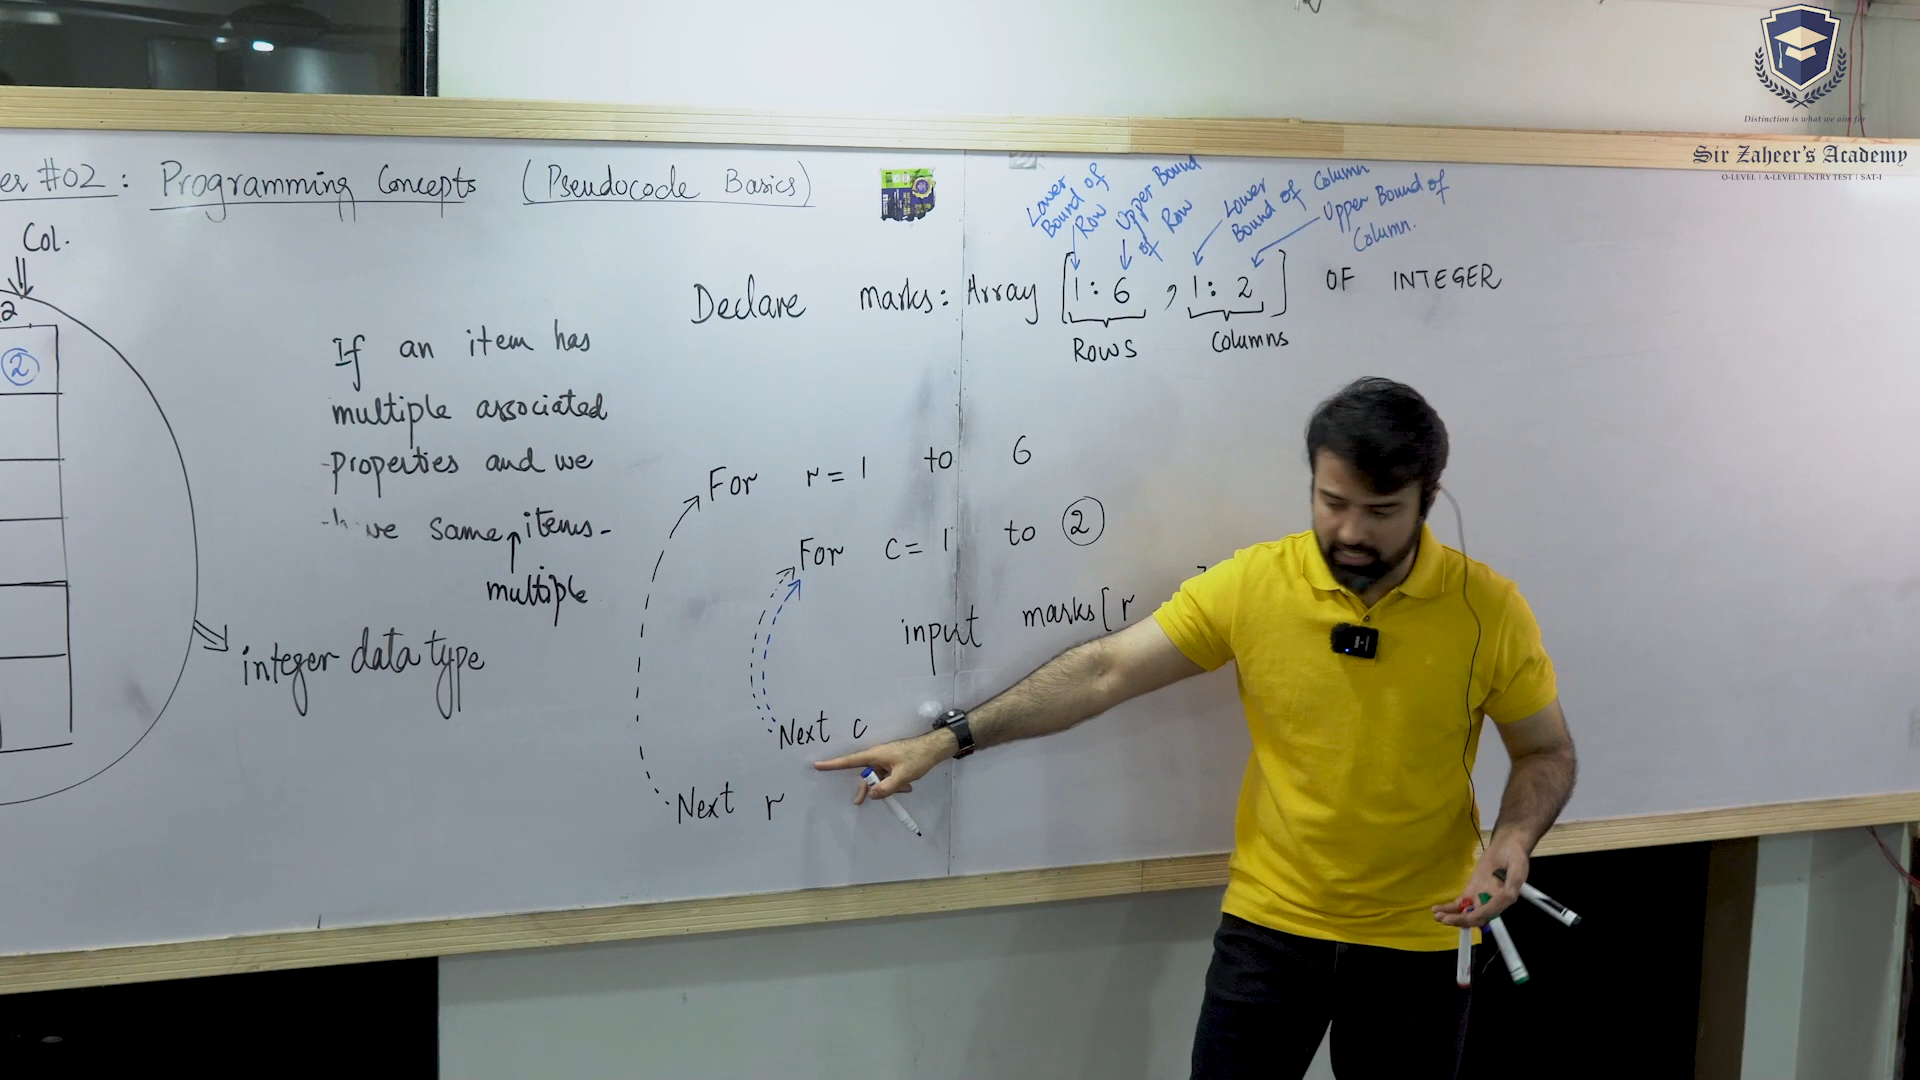 er #02 : Programming Concepts (Pseudocode Basics)
Col.
2
2
If an item has
multiple associated
properties and we
same items
multiple
integer data type
Lower Bound of Row
Upper Bound of Row
Lower Bound of Column
Upper Bound of Column.
Declare marks: Array [1:6, 1:2] OF INTEGER
Rows
Columns
For r = 1 to 6
For c = 1 to 2
input marks[r
Next c
Next r
Distinction is what we aim for
Sir Zaheer's Academy
O-LEVEL | A-LEVEL | ENTRY TEST | SAT-I